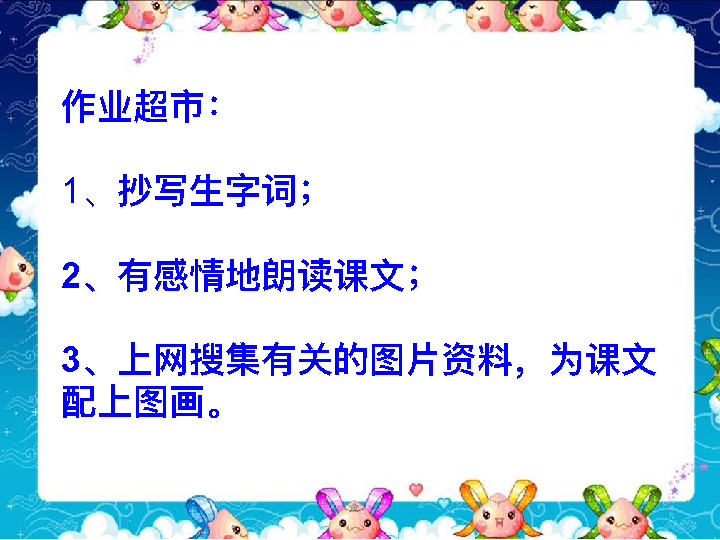 作业超市：
1、抄写生字词；
2、有感情地朗读课文；
3、上网搜集有关的图片资料，为课文
配上图画。